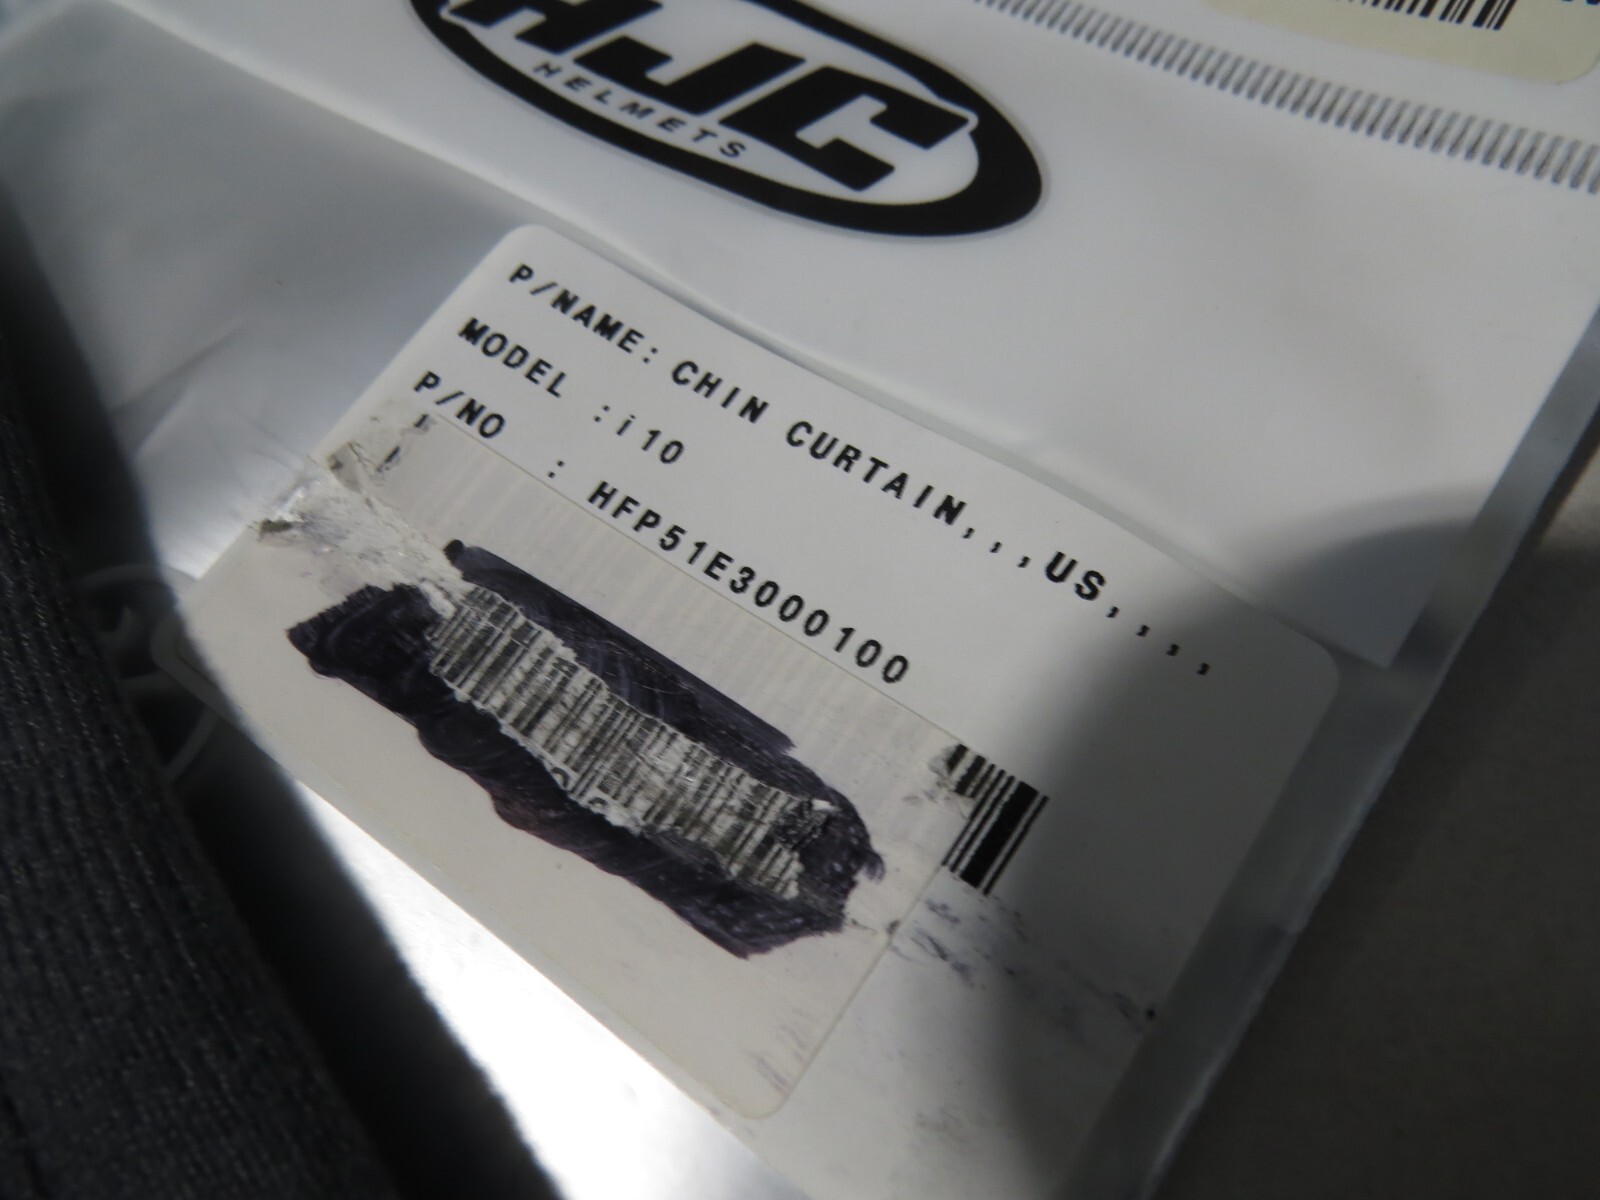 HJC
HELMETS
P/NAME: CHIN CURTAIN,,,US,,,,
MODEL :i10
P/NO : HFP51E3000100